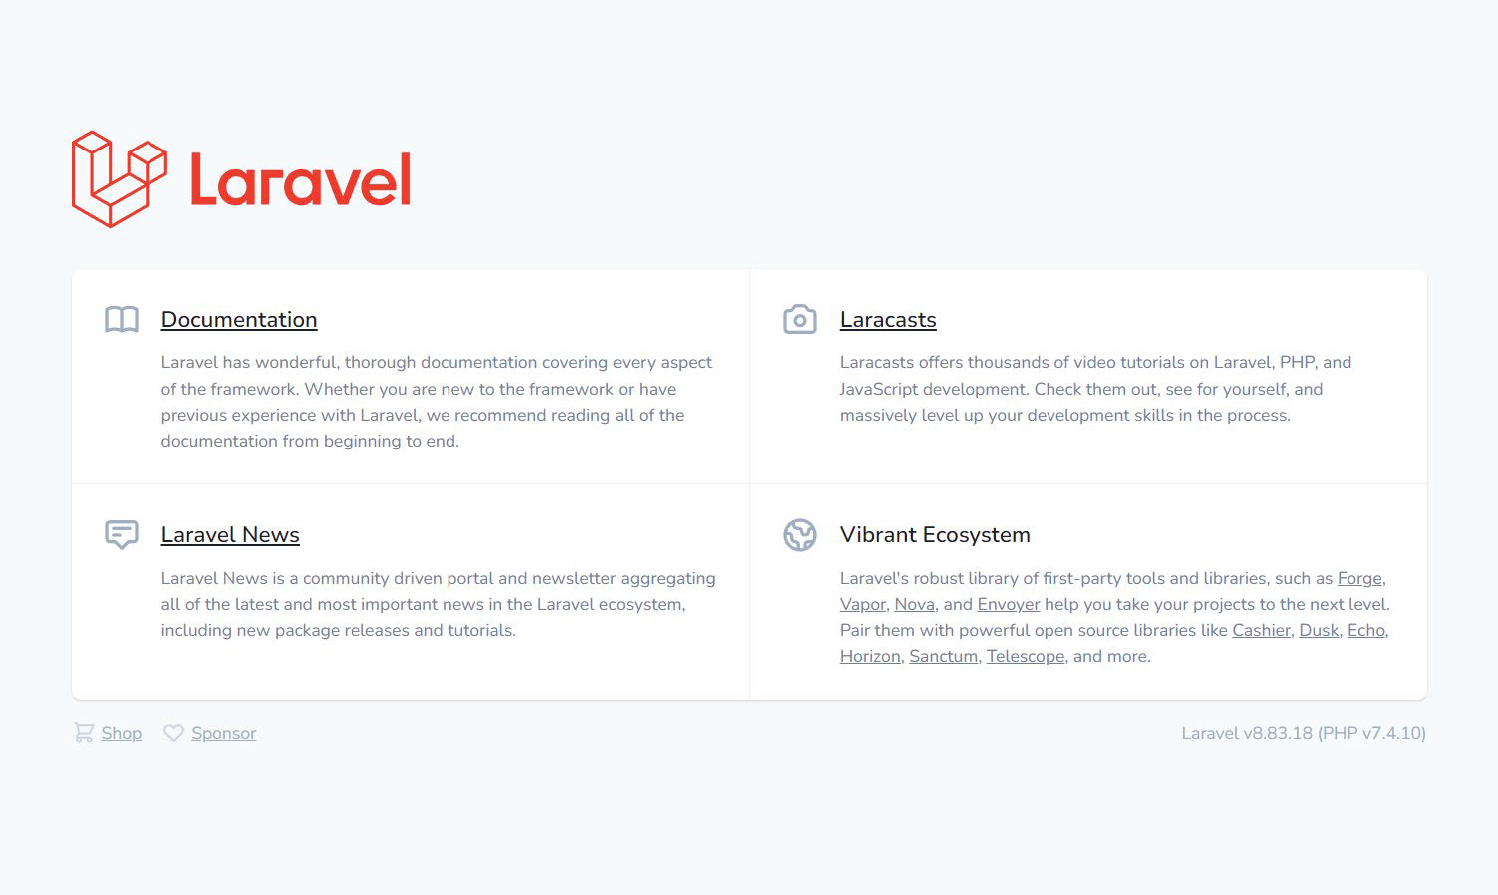 Laravel
Documentation
Laravel has wonderful, thorough documentation covering every aspect
of the framework. Whether you are new to the framework or have
previous experience with Laravel, we recommend reading all of the
documentation from beginning to end.
Laracasts
Laracasts offers thousands of video tutorials on Laravel, PHP, and
JavaScript development. Check them out, see for yourself, and
massively level up your development skills in the process.
Laravel News
Laravel News is a community driven portal and newsletter aggregating
all of the latest and most important news in the Laravel ecosystem,
including new package releases and tutorials.
Vibrant Ecosystem
Laravel's robust library of first-party tools and libraries, such as Forge,
Vapor, Nova, and Envoyer help you take your projects to the next level.
Pair them with powerful open source libraries like Cashier, Dusk, Echo,
Horizon, Sanctum, Telescope, and more.
Shop Sponsor
Laravel v8.83.18 (PHP v7.4.10)